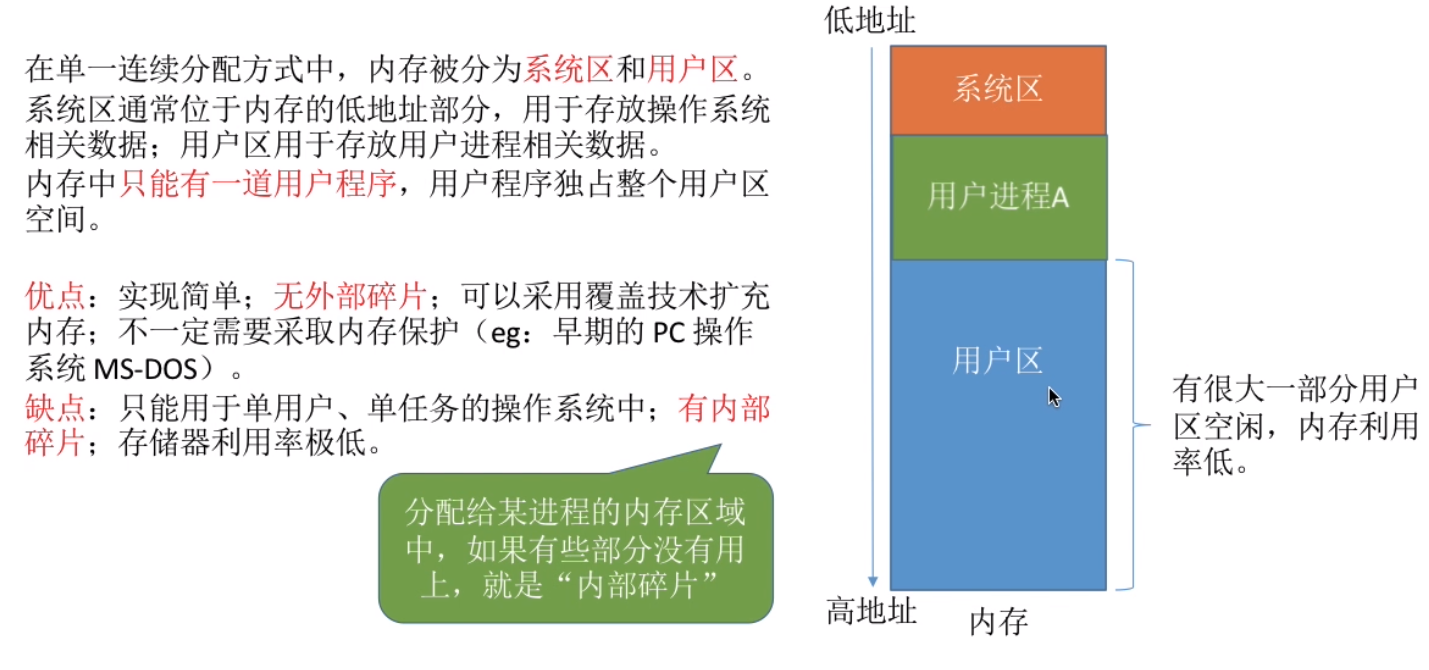 在单一连续分配方式中，内存被分为系统区和用户区。
系统区通常位于内存的低地址部分，用于存放操作系统
相关数据；用户区用于存放用户进程相关数据。
内存中只能有一道用户程序，用户程序独占整个用户区
空间。
优点：实现简单；无外部碎片；可以采用覆盖技术扩充
内存；不一定需要采取内存保护（eg：早期的 PC 操作
系统 MS-DOS）。
缺点：只能用于单用户、单任务的操作系统中；有内部
碎片；存储器利用率极低。
分配给某进程的内存区域
中，如果有些部分没有用
上，就是“内部碎片”
低地址
系统区
用户进程A
用户区
有很大一部分用户
区空闲，内存利用
率低。
高地址
内存